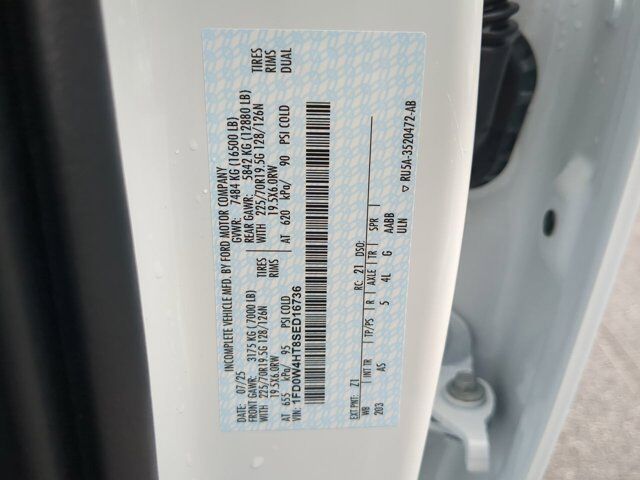 INCOMPLETE VEHICLE MFD. BY FORD MOTOR COMPANY
DATE: 07/25 GVWR: 7484 KG (16500 LB)
FRONT GAWR: 3175 KG (7000 LB) REAR GAWR: 5842 KG (12880 LB)
WITH 225/70R19.5G 128/126N TIRES WITH 225/70R19.5G 128/126N TIRES
19.5X6.0RW RIMS 19.5X6.0RW RIMS
AT 655 kPa/ 95 PSI COLD AT 620 kPa/ 90 PSI COLD DUAL
VIN: 1FD0W4HT8SED16736
EXT PNT: Z1 RC: 21 DSO:
WB INT TR TP/PS R AXLE TR SPR
203 AS 5 4L G AABB
ULN
▽ RU5A-3520472-AB